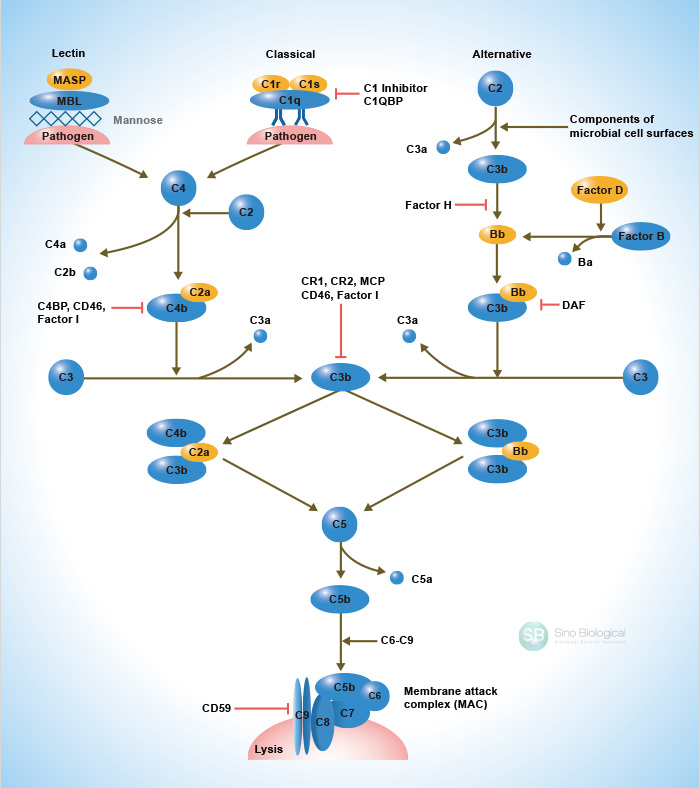 Lectin
Classical
Alternative
MASP
MBL
Mannose
Pathogen
C1r
C1s
C1q
Pathogen
C1 Inhibitor
C1QBP
C2
Components of
microbial cell surfaces
C3a
C3b
C4
C2
Factor H
Factor D
Bb
Factor B
Ba
C4a
C2b
C2a
C4b
C4BP, CD46,
Factor I
CR1, CR2, MCP
CD46, Factor I
Bb
C3b
DAF
C3a
C3a
C3
C3b
C3
C4b
C2a
C3b
C3b
Bb
C3b
C5
C5a
C5b
C6-C9
SB
Sino Biological
C5b
C6
C7
C8
C9
CD59
Membrane attack
complex (MAC)
Lysis